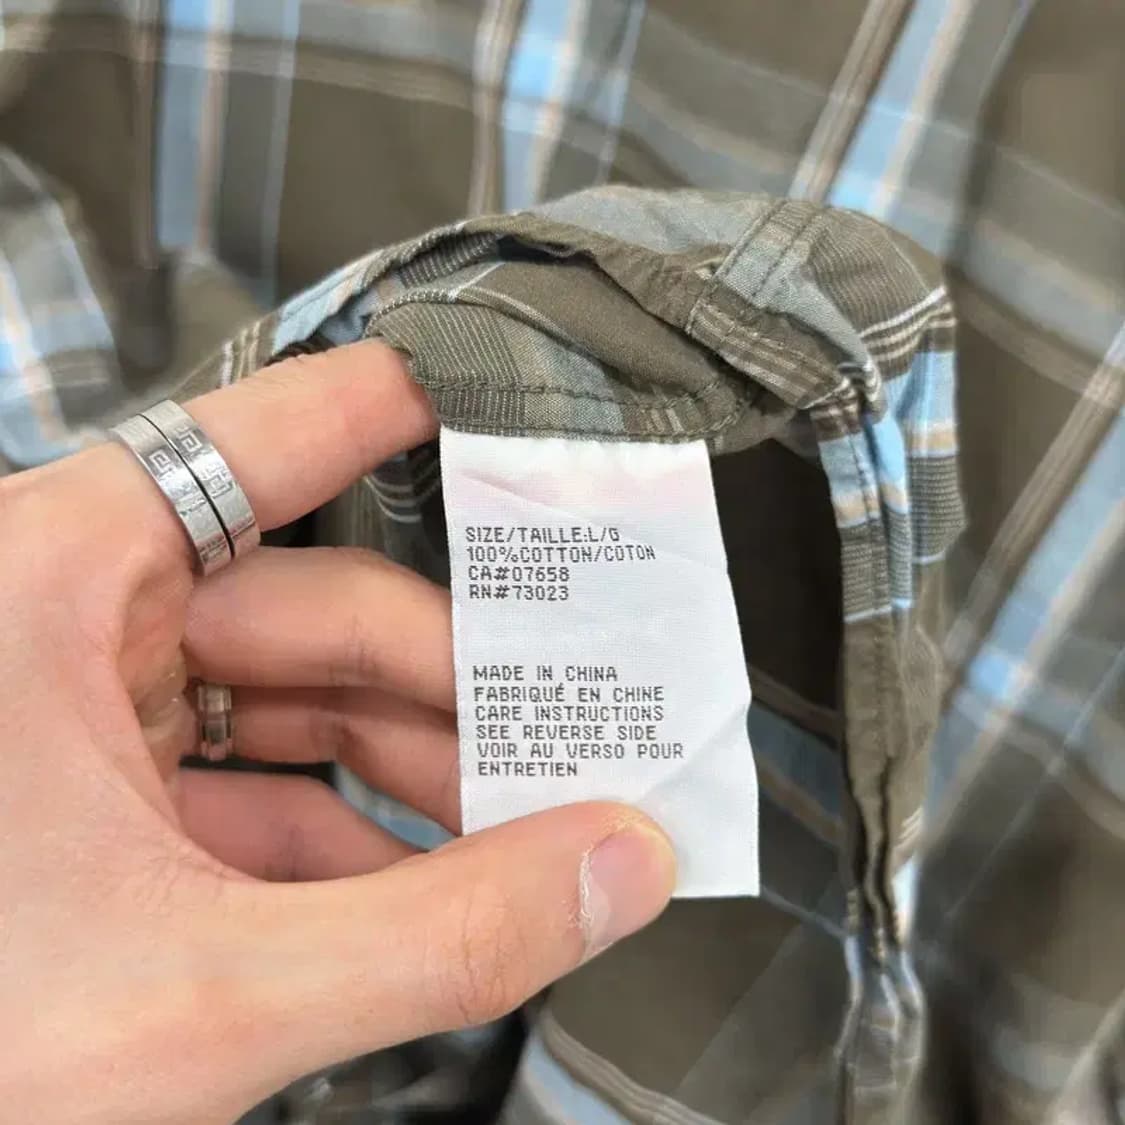 SIZE/TAILLE:L/G
100%COTTON/COTON
CA#07658
RN#73023
MADE IN CHINA
FABRIQUÉ EN CHINE
CARE INSTRUCTIONS
SEE REVERSE SIDE
VOIR AU VERSO POUR
ENTRETIEN